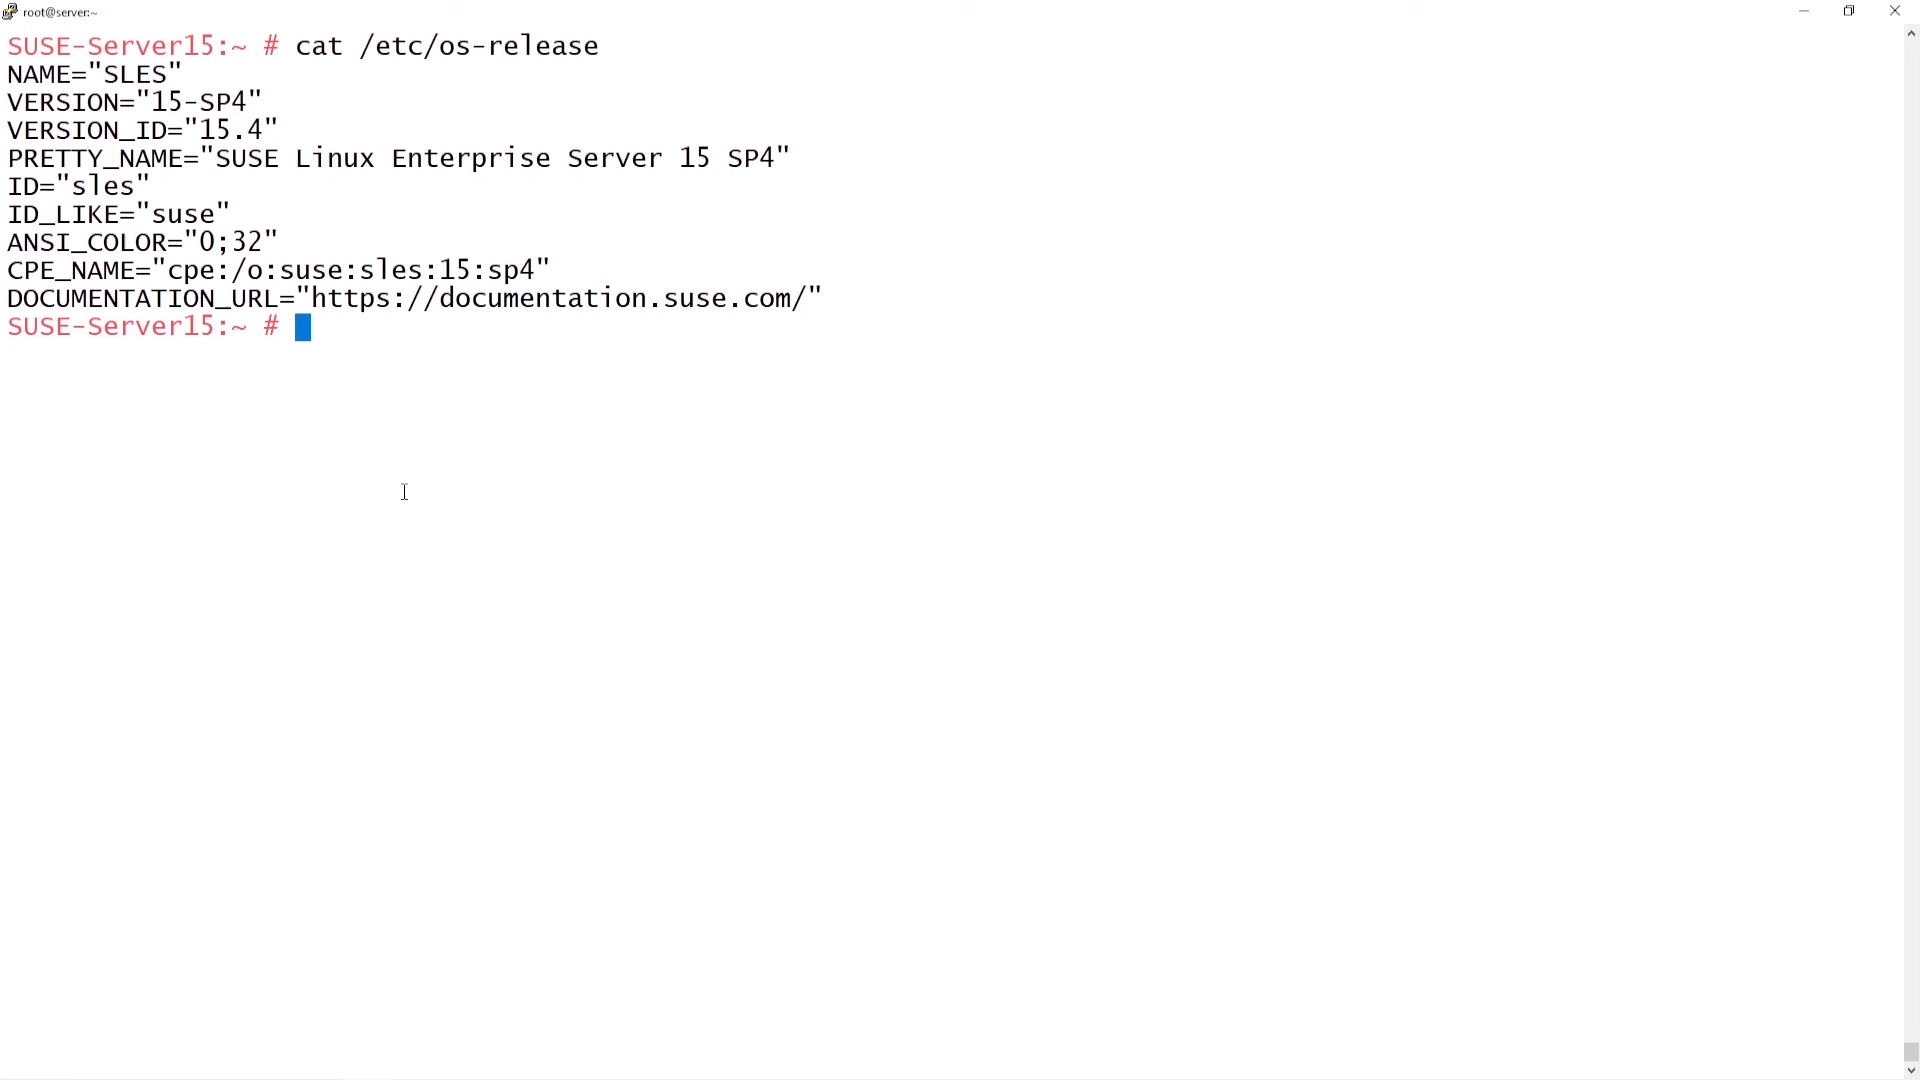 root@server:~
SUSE-Server15:~ # cat /etc/os-release
NAME="SLES"
VERSION="15-SP4"
VERSION_ID="15.4"
PRETTY_NAME="SUSE Linux Enterprise Server 15 SP4"
ID="sles"
ID_LIKE="suse"
ANSI_COLOR="0;32"
CPE_NAME="cpe:/o:suse:sles:15:sp4"
DOCUMENTATION_URL="https://documentation.suse.com/"
SUSE-Server15:~ #